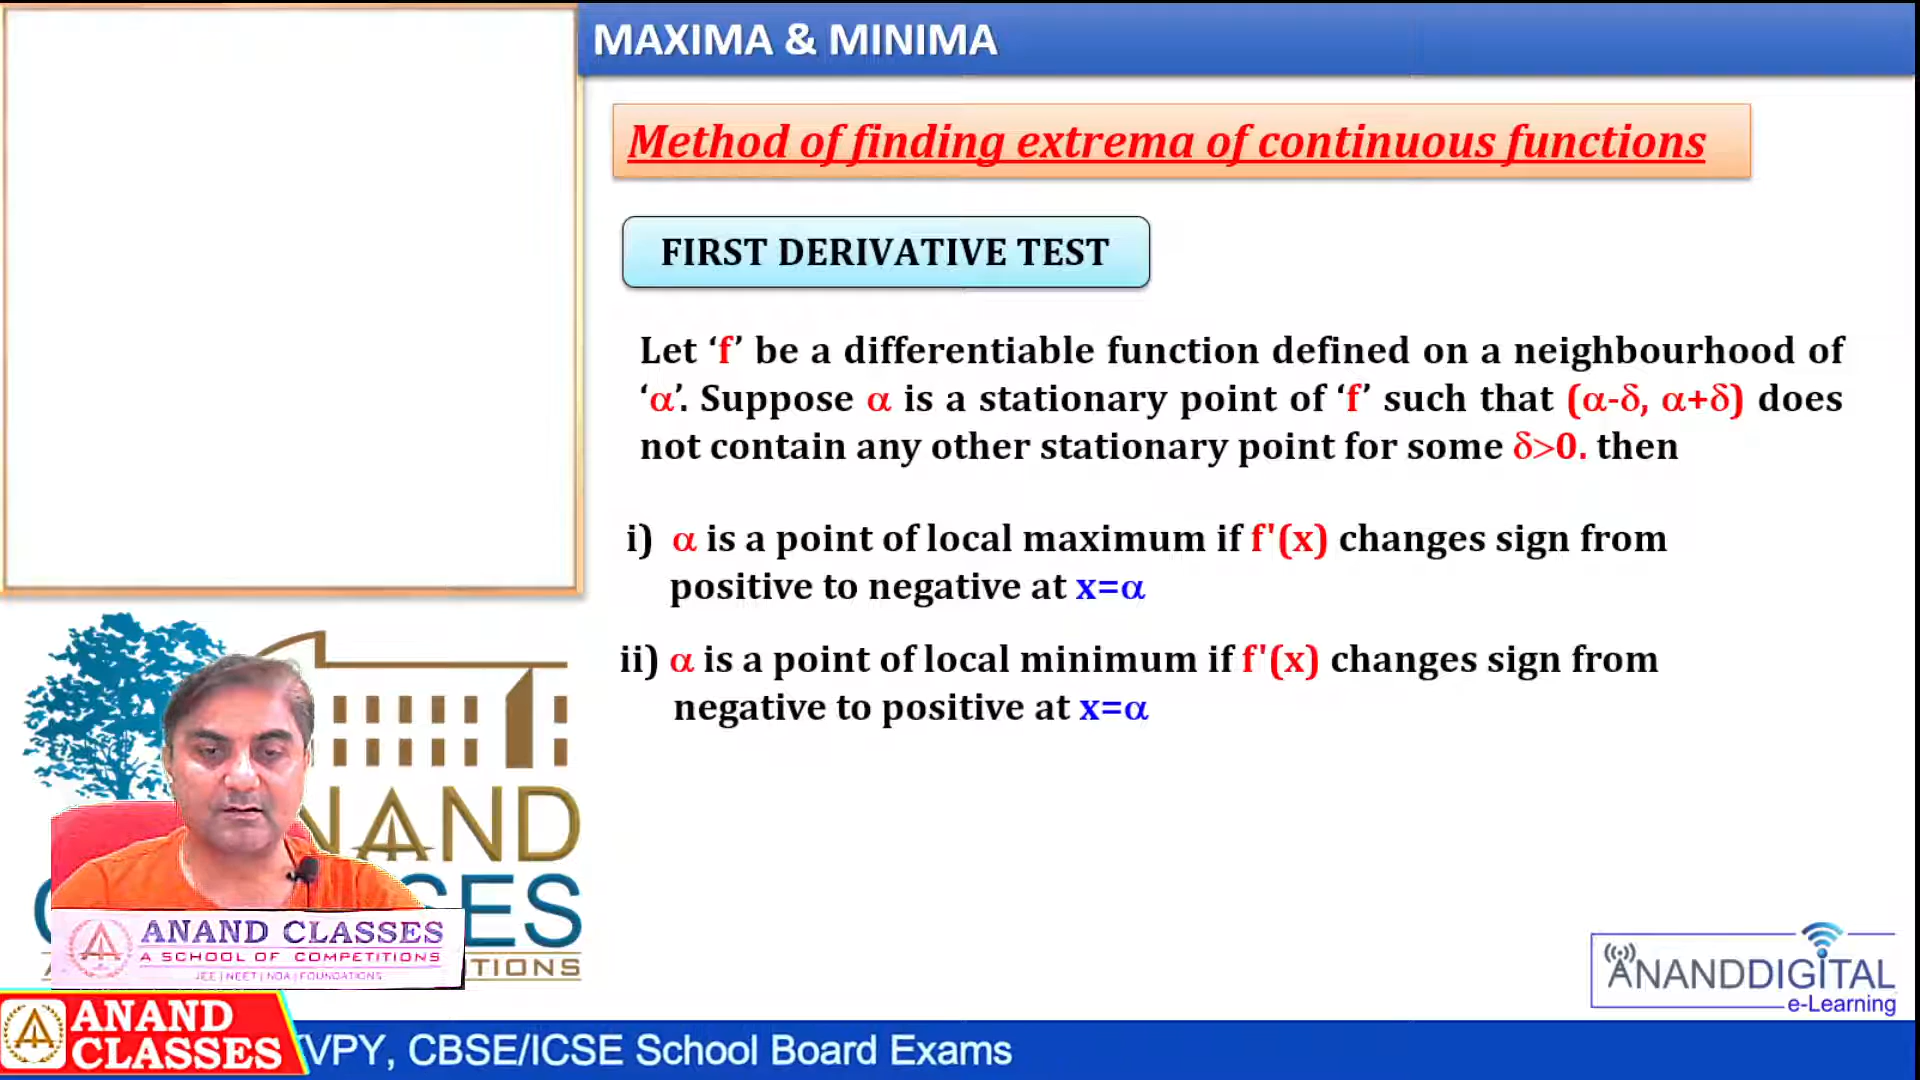 MAXIMA & MINIMA
Method of finding extrema of continuous functions
FIRST DERIVATIVE TEST
Let ‘f’ be a differentiable function defined on a neighbourhood of
‘α’. Suppose α is a stationary point of ‘f’ such that (α-δ, α+δ) does
not contain any other stationary point for some δ>0. then
i) α is a point of local maximum if f'(x) changes sign from
positive to negative at x=α
ii) α is a point of local minimum if f'(x) changes sign from
negative to positive at x=α
ANAND CLASSES
A SCHOOL OF COMPETITIONS
JEE | NEET | NDA | FOUNDATIONS
ANANDDIGITAL
e-Learning
ANAND
CLASSES
VPY, CBSE/ICSE School Board Exams